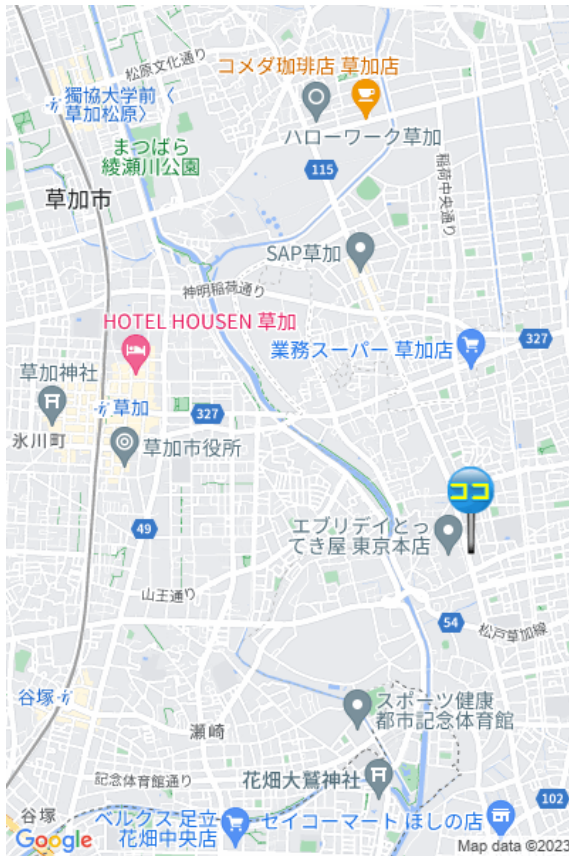 松原文化通り
コメダ珈琲店 草加店
獨協大学前〈
草加松原〉
ハローワーク草加
まつばら
綾瀬川公園
115
稲荷中央通り
草加市
SAP草加
神明稲荷通り
HOTEL HOUSEN 草加
業務スーパー 草加店
327
草加神社
草加
327
氷川町
草加市役所
ココ
49
エブリデイとっ
てき屋 東京本店
山王通り
54
松戸草加線
谷塚
スポーツ健康
都市記念体育館
瀬崎
記念体育館通り
花畑大鷲神社
102
谷塚
ベルクス 足立
花畑中央店
セイコーマート ほしの店
Google
Map data ©2023